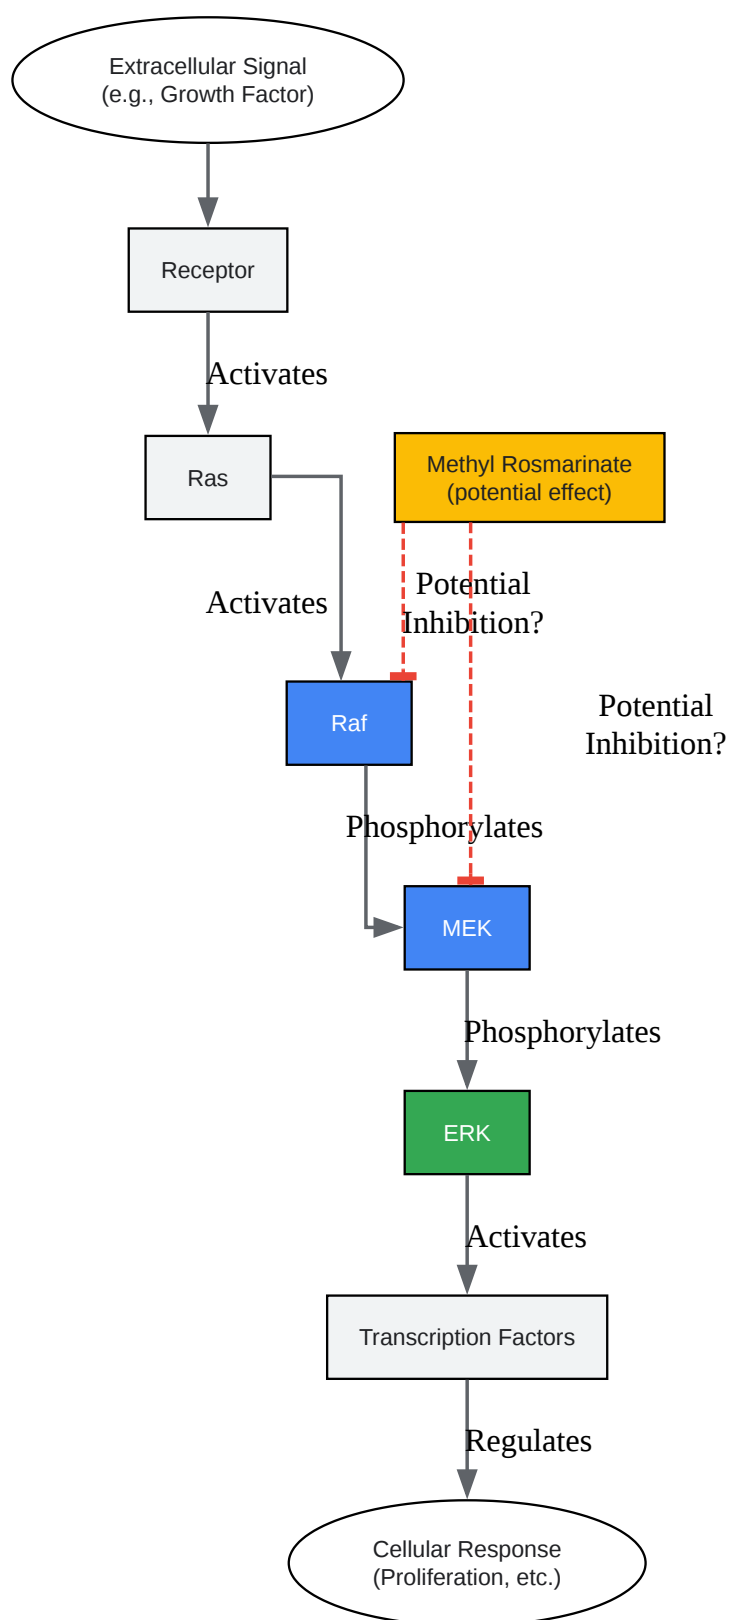 Extracellular Signal
(e.g., Growth Factor)
Receptor
Activates
Ras
Methyl Rosmarinate
(potential effect)
Activates
Potential
Inhibition?
Raf
Potential
Inhibition?
Phosphorylates
MEK
Phosphorylates
ERK
Activates
Transcription Factors
Regulates
Cellular Response
(Proliferation, etc.)